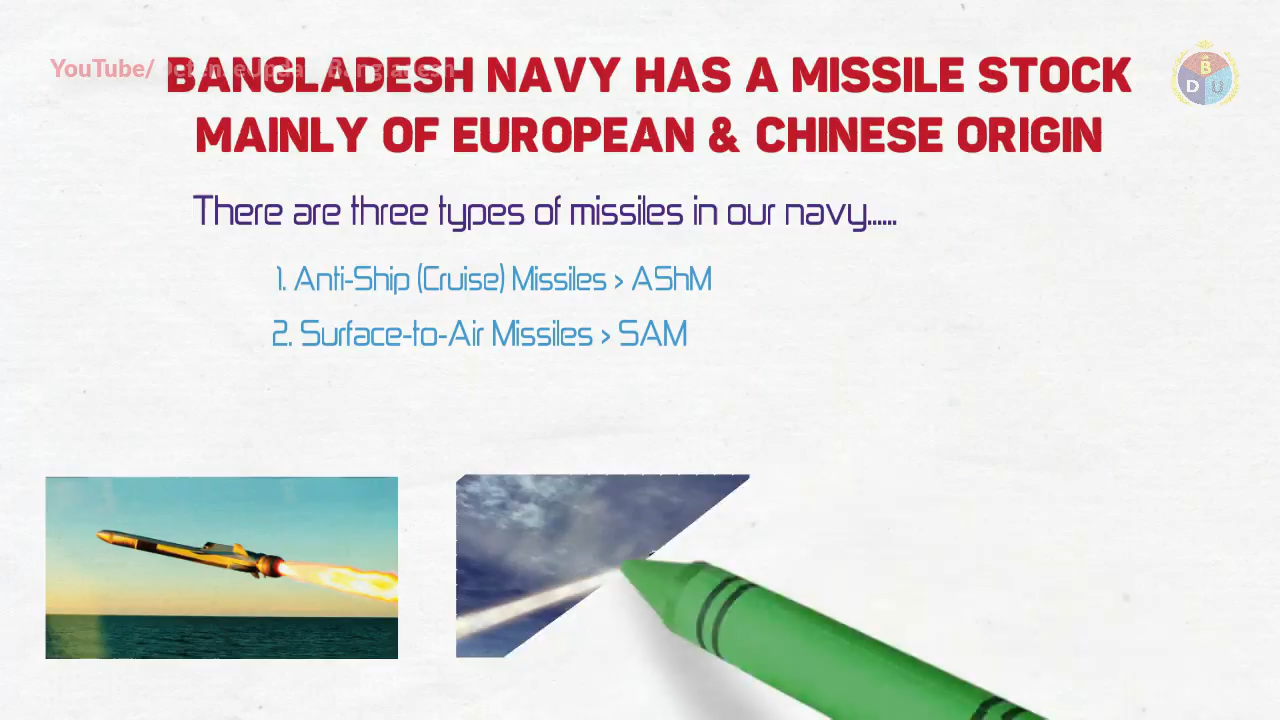 YouTube/ DefenseUpdateBangladesh
BANGLADESH NAVY HAS A MISSILE STOCK
MAINLY OF EUROPEAN & CHINESE ORIGIN
There are three types of missiles in our navy......
1. Anti-Ship (Cruise) Missiles > AShM
2. Surface-to-Air Missiles > SAM
B
D U